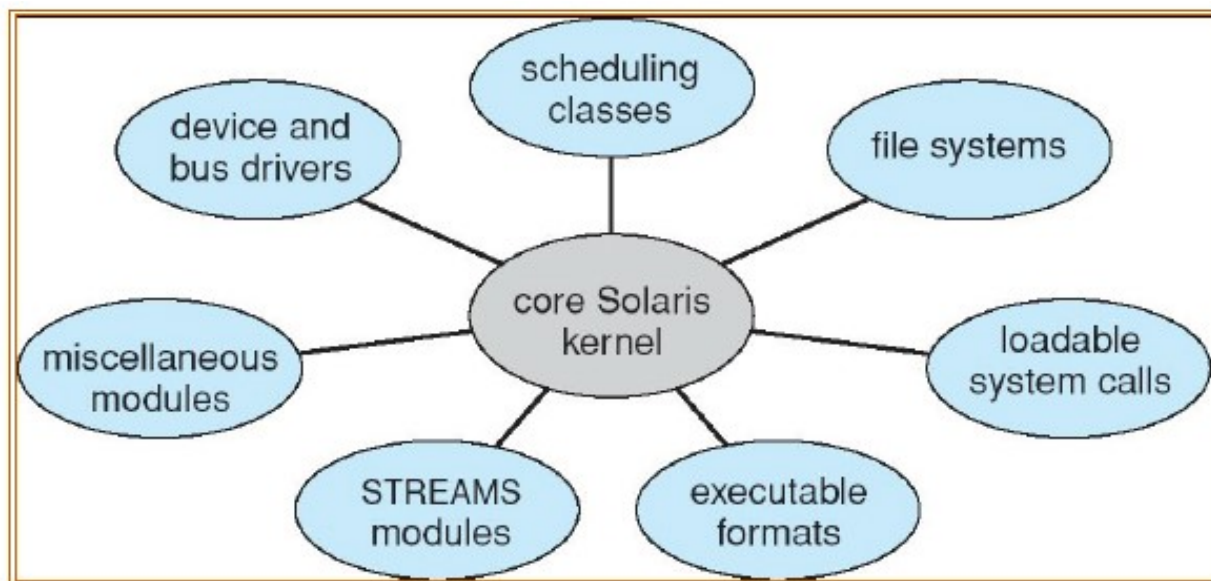 scheduling
classes
device and
bus drivers
file systems
core Solaris
kernel
miscellaneous
modules
loadable
system calls
STREAMS
modules
executable
formats